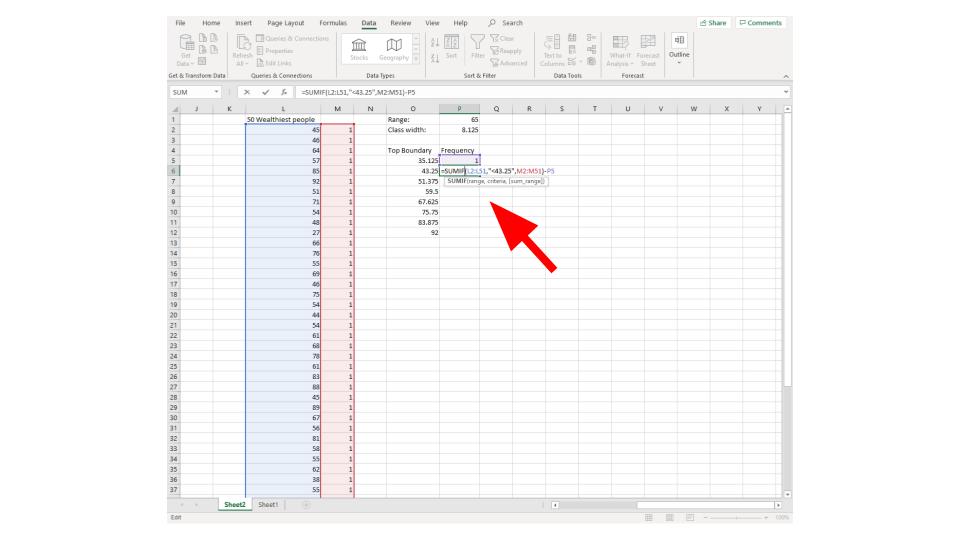 File Home Insert Page Layout Formulas Data Review View Help Search Share Comments
Get Data Refresh All Queries & Connections Properties Edit Links Stocks Geography Sort Filter Clear Reapply Advanced Text to Columns What-If Analysis Forecast Sheet Outline
Get & Transform Data Queries & Connections Data Types Sort & Filter Data Tools Forecast
SUM =SUMIF(L2:L51,"<43.25",M2:M51)-P5
J K L M N O P Q R S T U V W X Y
1 50 Wealthiest people Range: 65
2 45 1 Class width: 8.125
3 46 1
4 64 1 Top Boundary Frequency
5 57 1 35.125 1
6 85 1 43.25 =SUMIF(L2:L51,"<43.25",M2:M51)-P5
7 92 1 51.375 SUMIF(range, criteria, [sum_range])
8 51 1 59.5
9 71 1 67.625
10 54 1 75.75
11 48 1 83.875
12 27 1 92
13 66 1
14 76 1
15 55 1
16 69 1
17 46 1
18 75 1
19 54 1
20 44 1
21 54 1
22 61 1
23 68 1
24 78 1
25 61 1
26 83 1
27 88 1
28 45 1
29 89 1
30 67 1
31 56 1
32 81 1
33 58 1
34 55 1
35 62 1
36 38 1
37 55 1
Sheet2 Sheet1
Edit 100%